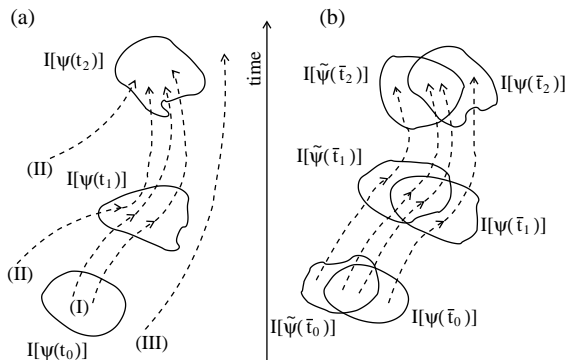 (a)
I[ψ(t₂)]
(II)
I[ψ(t₁)]
(II)
(I)
(III)
I[ψ(t₀)]
time
(b)
I[ψ̃(t̄₂)]
I[ψ(t̄₂)]
I[ψ̃(t̄₁)]
I[ψ(t̄₁)]
I[ψ̃(t̄₀)]
I[ψ(t̄₀)]